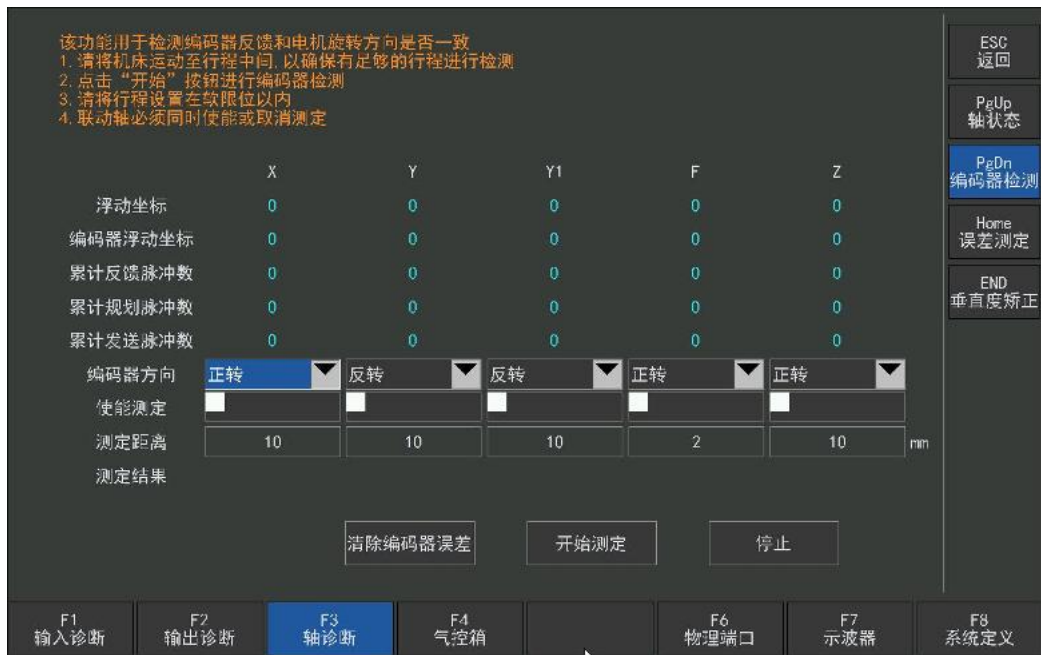 该功能用于检测编码器反馈和电机旋转方向是否一致
1. 请将机床运动至行程中间, 以确保有足够的行程进行检测
2. 点击“开始”按钮进行编码器检测
3. 请将行程设置在软限位以内
4. 联动轴必须同时使能或取消测定
X Y Y1 F Z
浮动坐标 0 0 0 0 0
编码器浮动坐标 0 0 0 0 0
累计反馈脉冲数 0 0 0 0 0
累计规划脉冲数 0 0 0 0 0
累计发送脉冲数 0 0 0 0 0
编码器方向 正转 反转 反转 正转 正转
使能测定
测定距离 10 10 10 2 10 mm
测定结果
清除编码器误差 开始测定 停止
ESC
返回
PgUp
轴状态
PgDn
编码器检测
Home
误差测定
END
垂直度矫正
F1
输入诊断
F2
输出诊断
F3
轴诊断
F4
气控箱
F6
物理端口
F7
示波器
F8
系统定义